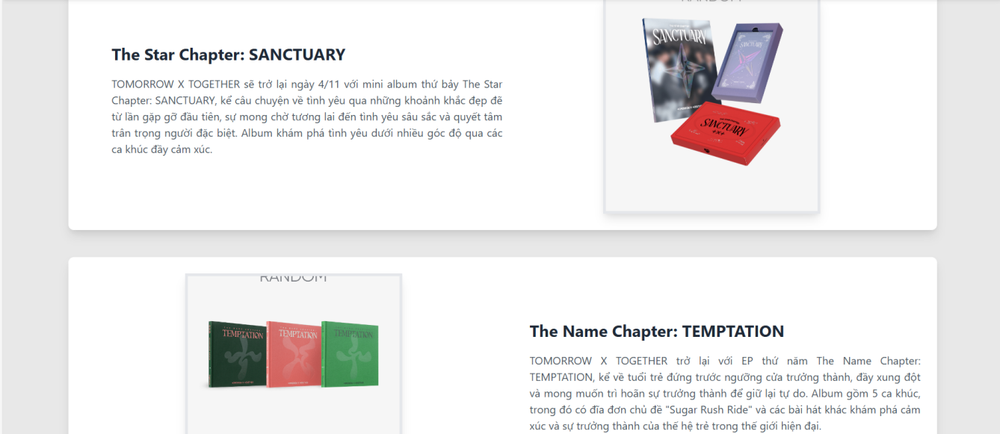 RANDOM
SANCTUARY
SANCTUARY
SANCTUARY
The Star Chapter: SANCTUARY
TOMORROW X TOGETHER sẽ trở lại ngày 4/11 với mini album thứ bảy The Star
Chapter: SANCTUARY, kể câu chuyện về tình yêu qua những khoảnh khắc đẹp đẽ
từ lần gặp gỡ đầu tiên, sự mong chờ tương lai đến tình yêu sâu sắc và quyết tâm
trân trọng người đặc biệt. Album khám phá tình yêu dưới nhiều góc độ qua các
ca khúc đầy cảm xúc.
RANDOM
TEMPTATION
TEMPTATION
TEMPTATION
The Name Chapter: TEMPTATION
TOMORROW X TOGETHER trở lại với EP thứ năm The Name Chapter:
TEMPTATION, kể về tuổi trẻ đứng trước ngưỡng cửa trưởng thành, đầy xung đột
và mong muốn trì hoãn sự trưởng thành để giữ lại tự do. Album gồm 5 ca khúc,
trong đó có đĩa đơn chủ đề "Sugar Rush Ride" và các bài hát khác khám phá cảm
xúc và sự trưởng thành của thế hệ trẻ trong thế giới hiện đại.